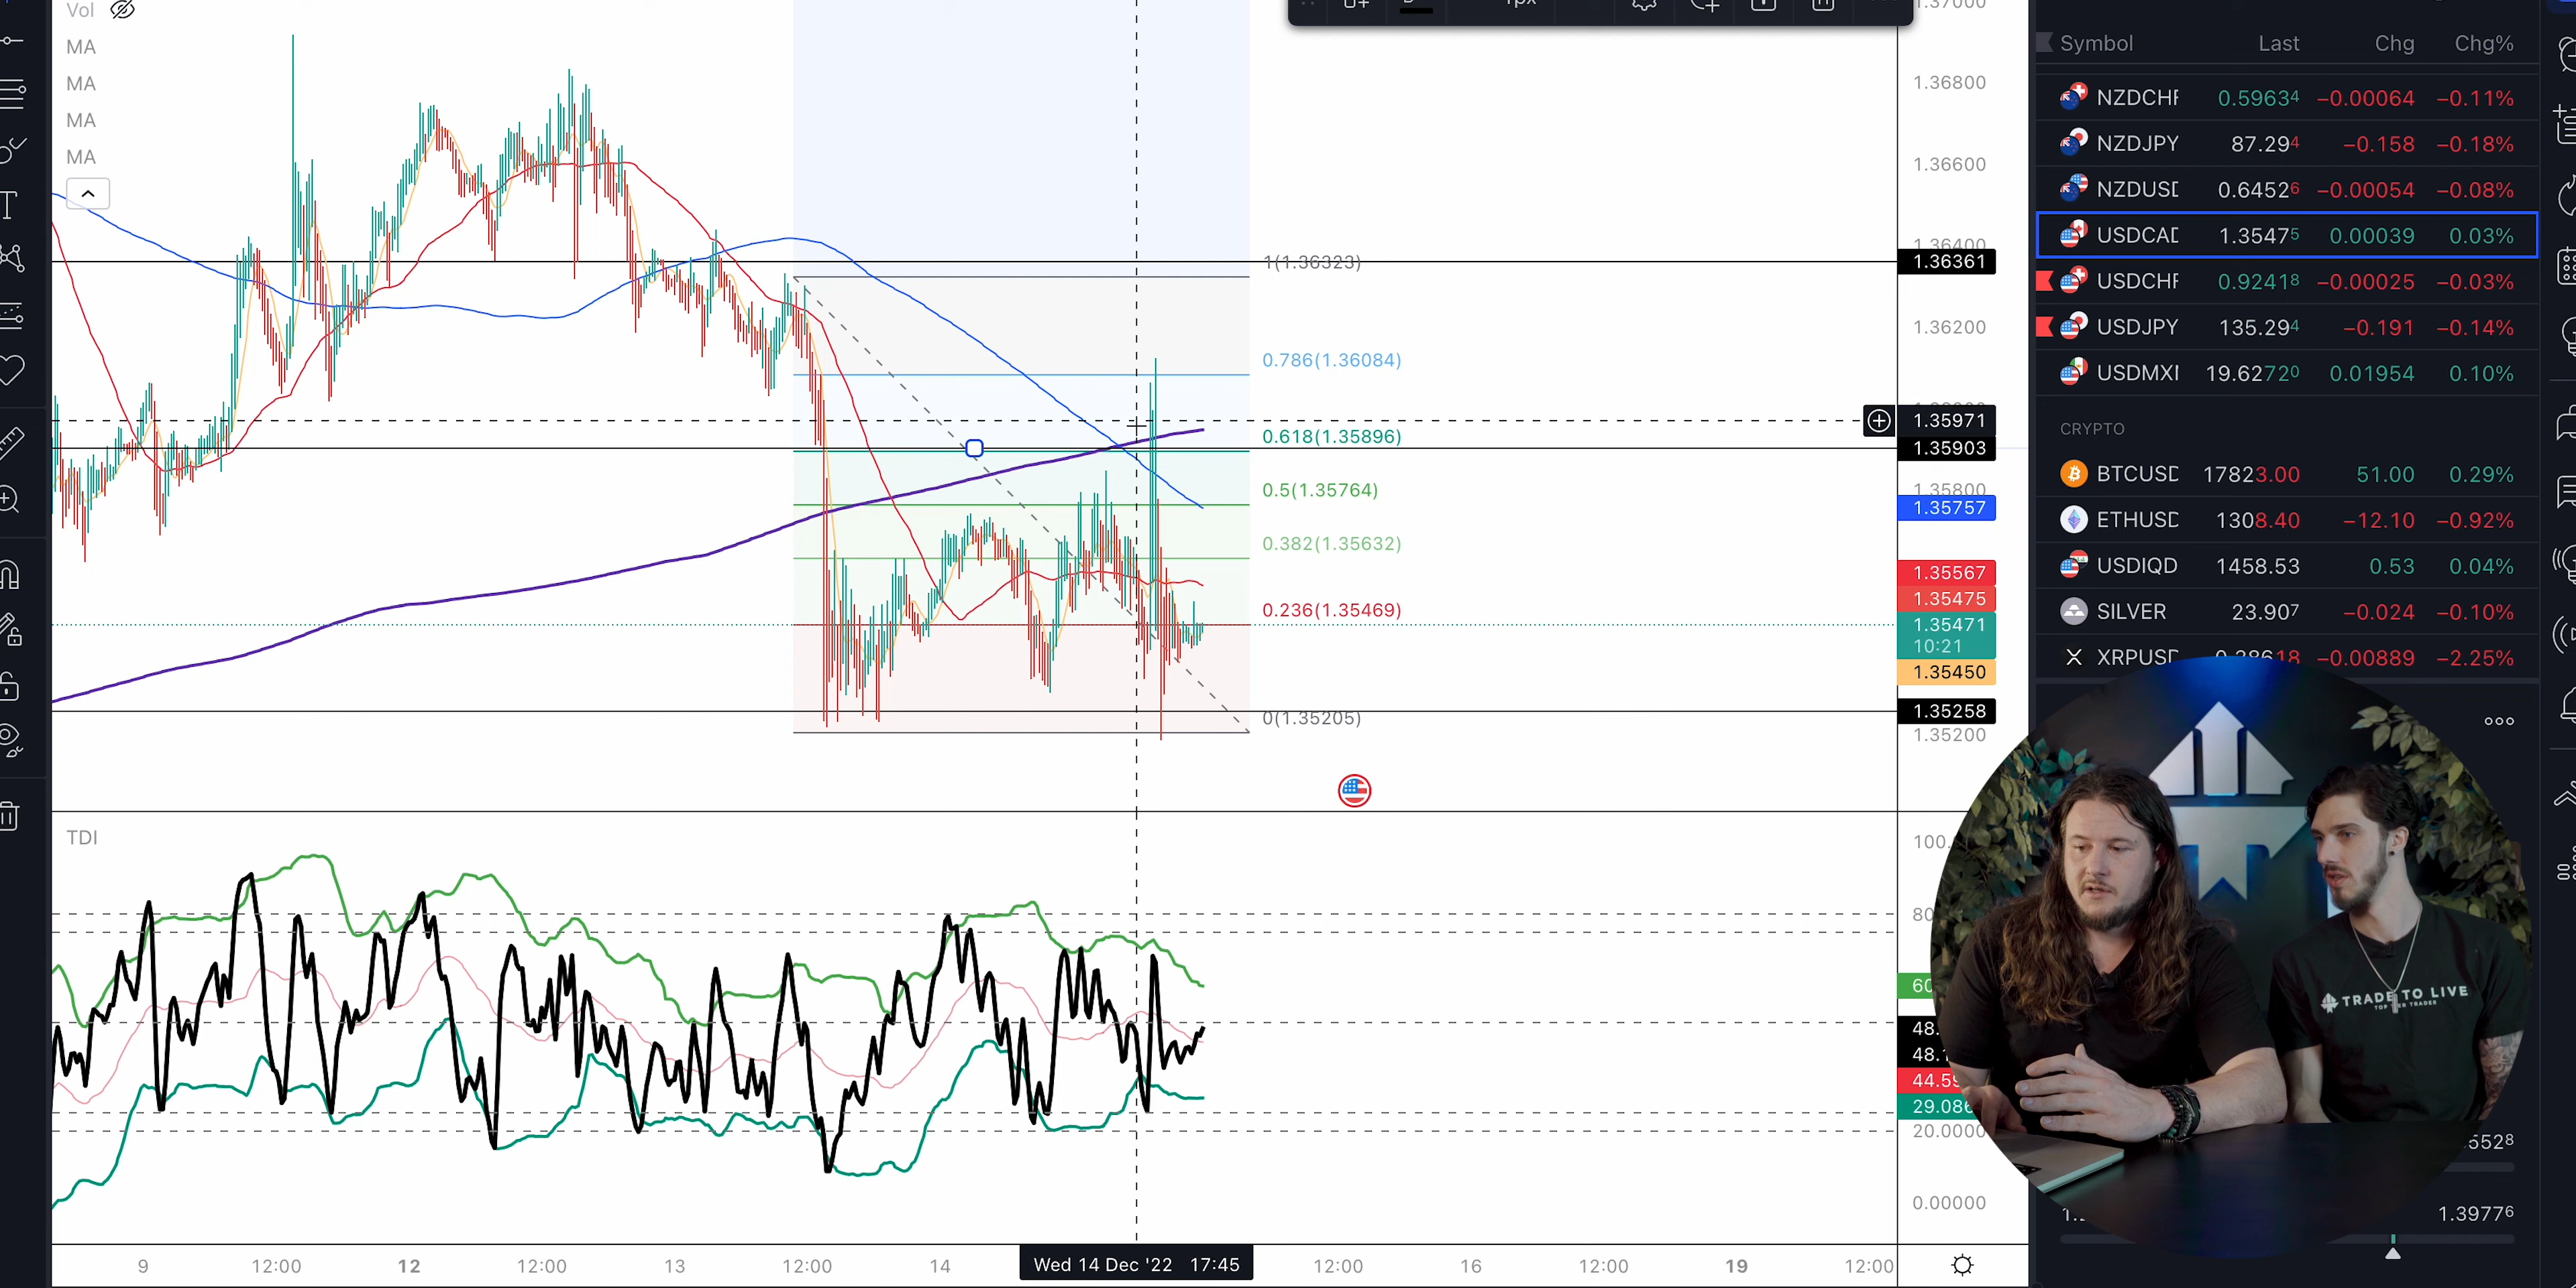 Vol
MA
MA
MA
MA
1px
1.37000
1.36800
1.36600
1.36400
1.36361
1.36200
1.35971
1.35903
1.35800
1.35757
1.35567
1.35475
1.35471
10:21
1.35450
1.35258
1.35200
1(1.36323)
0.786(1.36084)
0.618(1.35896)
0.5(1.35764)
0.382(1.35632)
0.236(1.35469)
0(1.35205)
TDI
100.
80
60
48.
48.1
44.59
29.086
20.0000
0.00000
9 12:00 12 12:00 13 12:00 14 Wed 14 Dec '22 17:45 12:00 16 12:00 19 12:00
Symbol Last Chg Chg%
NZDCHF 0.59634 −0.00064 −0.11%
NZDJPY 87.294 −0.158 −0.18%
NZDUSD 0.64526 −0.00054 −0.08%
USDCAD 1.35475 0.00039 0.03%
USDCHF 0.92418 −0.00025 −0.03%
USDJPY 135.294 −0.191 −0.14%
USDMXN 19.62720 0.01954 0.10%
CRYPTO
BTCUSD 17823.00 51.00 0.29%
ETHUSD 1308.40 −12.10 −0.92%
USDIQD 1458.53 0.53 0.04%
SILVER 23.907 −0.024 −0.10%
XRPUSD 0.38618 −0.00889 −2.25%
TRADE TO LIVE
5528
1.39776